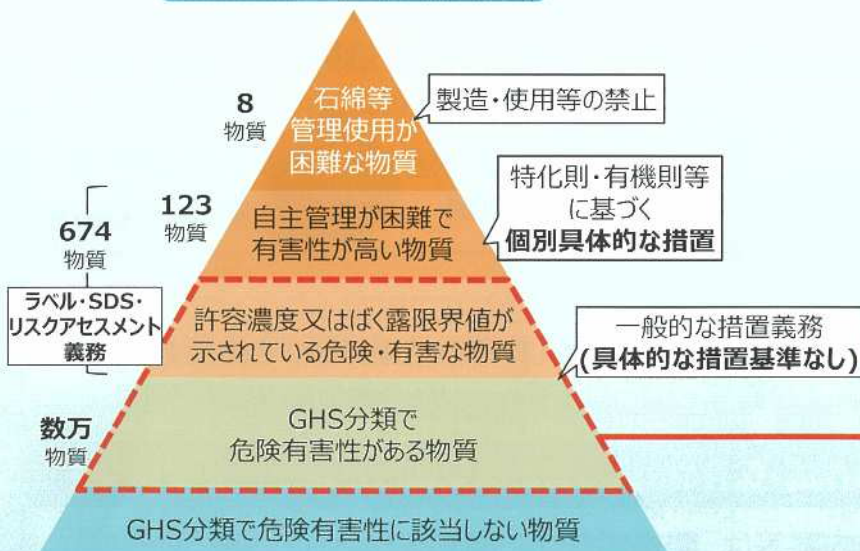 8
物質
石綿等
管理使用が
困難な物質
製造・使用等の禁止
674
物質
123
物質
自主管理が困難で
有害性が高い物質
特化則・有機則等
に基づく
個別具体的な措置
ラベル・SDS・
リスクアセスメント
義務
許容濃度又はばく露限界値が
示されている危険・有害な物質
一般的な措置義務
(具体的な措置基準なし)
数万
物質
GHS分類で
危険有害性がある物質
GHS分類で危険有害性に該当しない物質